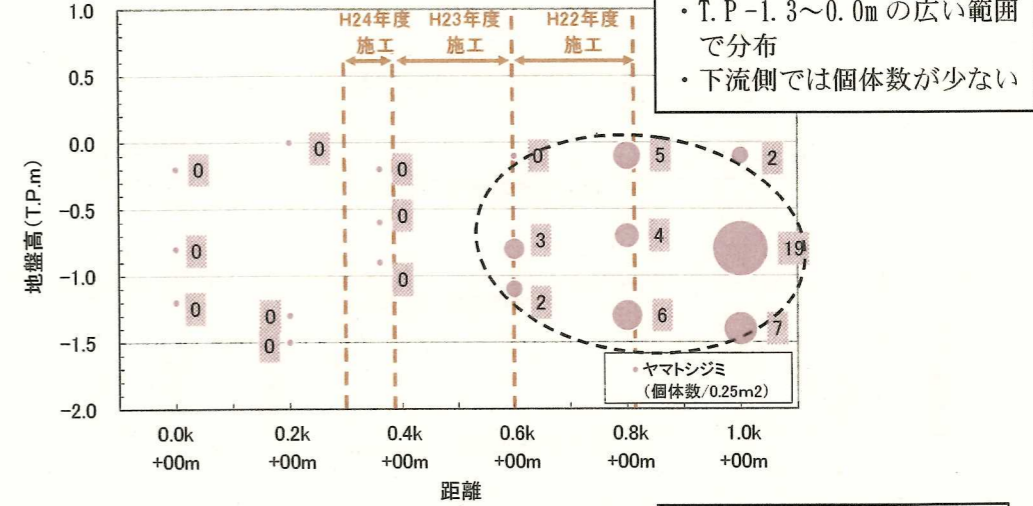 ・T.P-1.3～0.0mの広い範囲
で分布
・下流側では個体数が少ない
H24年度
施工
H23年度
施工
H22年度
施工
1.0
0.5
0.0
-0.5
-1.0
-1.5
-2.0
地盤高(T.P.m)
0
0
0
0
0
0
0
0
0
0
3
2
5
4
6
2
19
7
ヤマトシジミ
(個体数/0.25m2)
0.0k
+00m
0.2k
+00m
0.4k
+00m
0.6k
+00m
0.8k
+00m
1.0k
+00m
距離